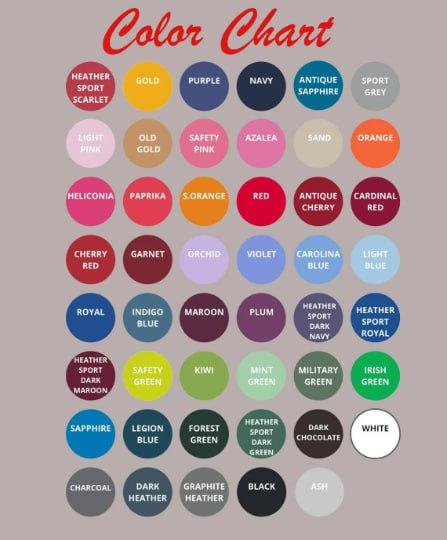 Color Chart
HEATHER
SPORT
SCARLET
GOLD
PURPLE
NAVY
ANTIQUE
SAPPHIRE
SPORT
GREY
LIGHT
PINK
OLD
GOLD
SAFETY
PINK
AZALEA
SAND
ORANGE
HELICONIA
PAPRIKA
S.ORANGE
RED
ANTIQUE
CHERRY
CARDINAL
RED
CHERRY
RED
GARNET
ORCHID
VIOLET
CAROLINA
BLUE
LIGHT
BLUE
ROYAL
INDIGO
BLUE
MAROON
PLUM
HEATHER
SPORT
DARK
NAVY
HEATHER
SPORT
ROYAL
HEATHER
SPORT
DARK
MAROON
SAFETY
GREEN
KIWI
MINT
GREEN
MILITARY
GREEN
IRISH
GREEN
SAPPHIRE
LEGION
BLUE
FOREST
GREEN
HEATHER
SPORT
DARK
GREEN
DARK
CHOCOLATE
WHITE
CHARCOAL
DARK
HEATHER
GRAPHITE
HEATHER
BLACK
ASH